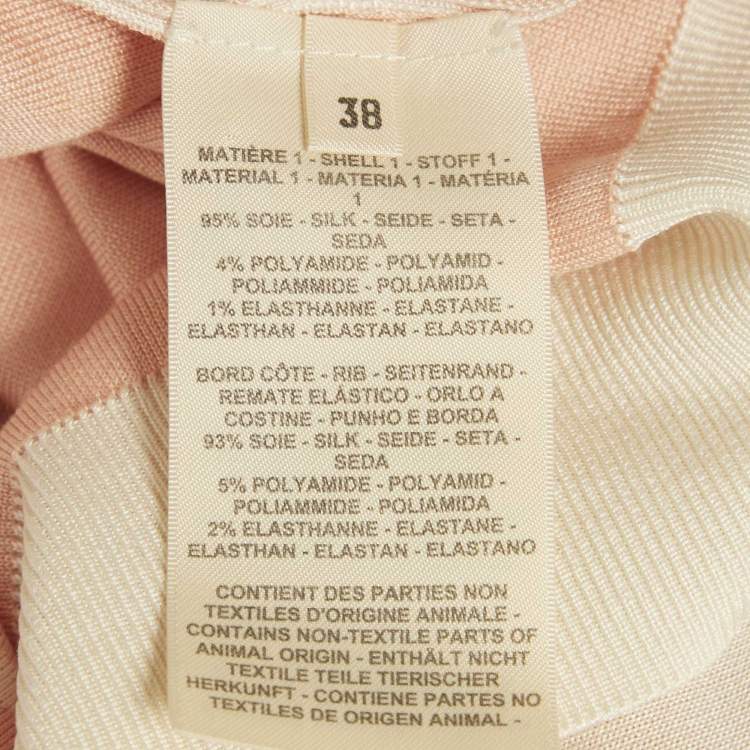 38
MATIÈRE 1 - SHELL 1 - STOFF 1 -
MATERIAL 1 - MATERIA 1 - MATÉRIA
1
95% SOIE - SILK - SEIDE - SETA -
SEDA
4% POLYAMIDE - POLYAMID -
POLIAMMIDE - POLIAMIDA
1% ELASTHANNE - ELASTANE -
ELASTHAN - ELASTAN - ELASTANO
BORD CÔTE - RIB - SEITENRAND -
REMATE ELÁSTICO - ORLO A
COSTINE - PUNHO E BORDA
93% SOIE - SILK - SEIDE - SETA -
SEDA
5% POLYAMIDE - POLYAMID -
POLIAMMIDE - POLIAMIDA
2% ELASTHANNE - ELASTANE -
ELASTHAN - ELASTAN - ELASTANO
CONTIENT DES PARTIES NON
TEXTILES D'ORIGINE ANIMALE -
CONTAINS NON-TEXTILE PARTS OF
ANIMAL ORIGIN - ENTHÄLT NICHT
TEXTILE TEILE TIERISCHER
HERKUNFT - CONTIENE PARTES NO
TEXTILES DE ORIGEN ANIMAL -